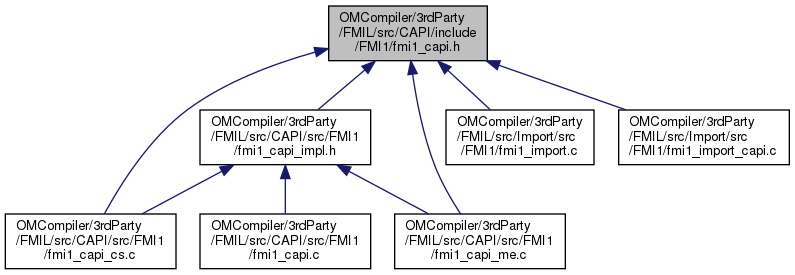 OMCompiler/3rdParty
/FMIL/src/CAPI/include
/FMI1/fmi1_capi.h
OMCompiler/3rdParty
/FMIL/src/CAPI/src/FMI1
/fmi1_capi_impl.h
OMCompiler/3rdParty
/FMIL/src/Import/src
/FMI1/fmi1_import.c
OMCompiler/3rdParty
/FMIL/src/Import/src
/FMI1/fmi1_import_capi.c
OMCompiler/3rdParty
/FMIL/src/CAPI/src/FMI1
/fmi1_capi_cs.c
OMCompiler/3rdParty
/FMIL/src/CAPI/src/FMI1
/fmi1_capi.c
OMCompiler/3rdParty
/FMIL/src/CAPI/src/FMI1
/fmi1_capi_me.c